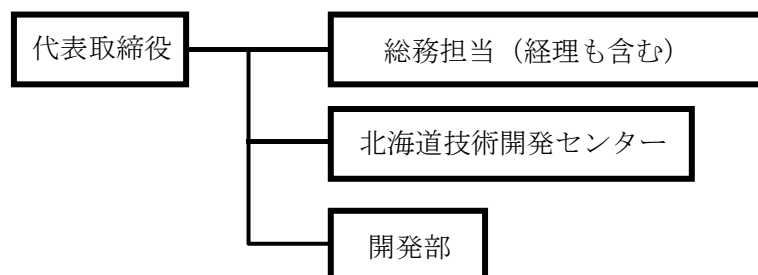 代表取締役
総務担当（経理も含む）
北海道技術開発センター
開発部